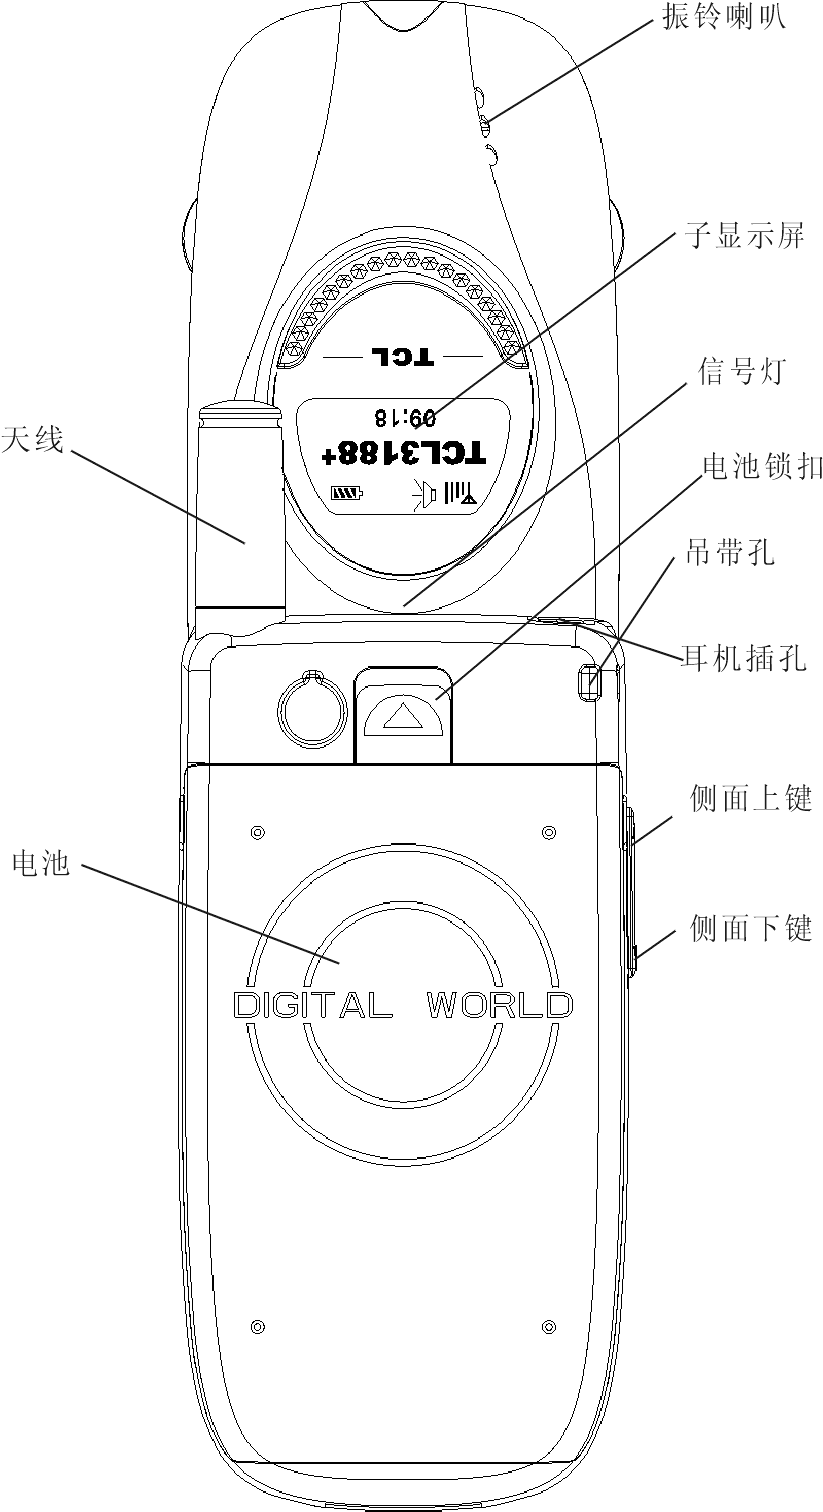 振铃喇叭
子显示屏
TCL
信号灯
09:18
天线
TCL3188+
电池锁扣
吊带孔
耳机插孔
侧面上键
电池
侧面下键
DIGITAL WORLD